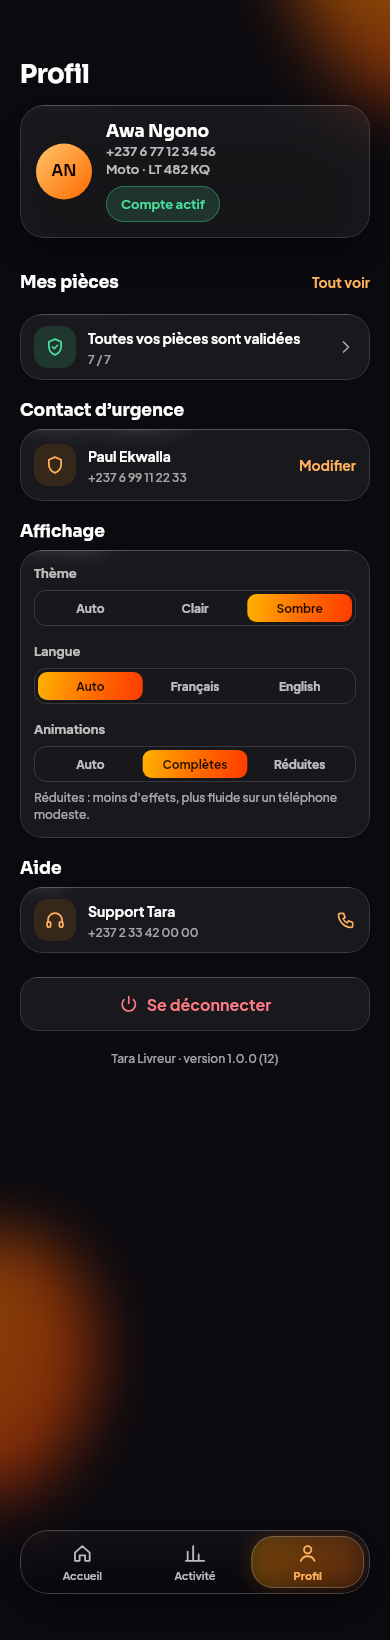 Profil
AN
Awa Ngono
+237 6 77 12 34 56
Moto · LT 482 KQ
Compte actif
Mes pièces
Tout voir
Toutes vos pièces sont validées
7 / 7
Contact d’urgence
Paul Ekwalla
+237 6 99 11 22 33
Modifier
Affichage
Thème
Auto Clair Sombre
Langue
Auto Français English
Animations
Auto Complètes Réduites
Réduites : moins d’effets, plus fluide sur un téléphone
modeste.
Aide
Support Tara
+237 2 33 42 00 00
Se déconnecter
Tara Livreur · version 1.0.0 (12)
Accueil Activité Profil